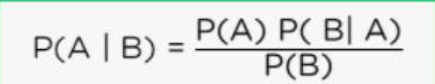 P(A | B) = P(A) P( B| A)
P(B)